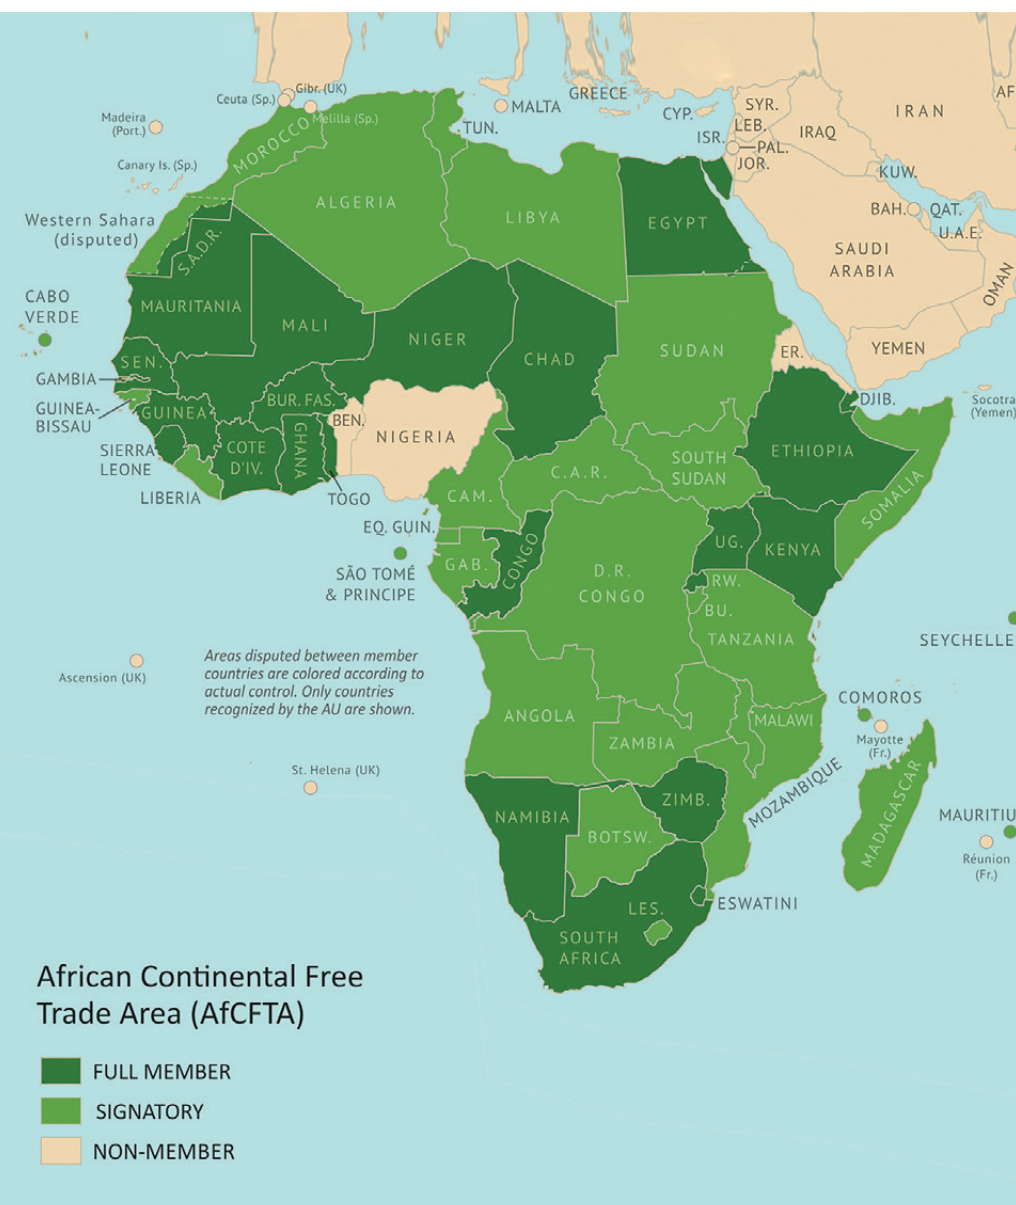 Gibr. (UK)
Ceuta (Sp.)
Melilla (Sp.)
MALTA
GREECE
CYP.
SYR.
LEB.
ISR.
PAL.
JOR.
IRAQ
IRAN
AF
Madeira
(Port.)
Canary Is. (Sp.)
MOROCCO
TUN.
KUW.
BAH.
QAT.
U.A.E.
SAUDI
ARABIA
OMAN
YEMEN
Socotra
(Yemen)
ALGERIA
LIBYA
EGYPT
Western Sahara
(disputed)
S.A.D.R.
CABO
VERDE
MAURITANIA
MALI
NIGER
CHAD
SUDAN
ER.
DJIB.
SEN.
GAMBIA
GUINEA-
BISSAU
GUINEA
SIERRA
LEONE
LIBERIA
COTE
D'IV.
BUR. FAS.
GHANA
TOGO
BEN.
NIGERIA
CAM.
C.A.R.
SOUTH
SUDAN
ETHIOPIA
SOMALIA
EQ. GUIN.
SÃO TOMÉ
& PRINCIPE
GAB.
CONGO
D.R.
CONGO
UG.
KENYA
RW.
BU.
TANZANIA
SEYCHELLE
Ascension (UK)
Areas disputed between member
countries are colored according to
actual control. Only countries
recognized by the AU are shown.
St. Helena (UK)
ANGOLA
ZAMBIA
MALAWI
COMOROS
Mayotte
(Fr.)
MOZAMBIQUE
MADAGASCAR
MAURITIU
Réunion
(Fr.)
NAMIBIA
BOTSW.
ZIMB.
ESWATINI
LES.
SOUTH
AFRICA
African Continental Free
Trade Area (AfCFTA)
FULL MEMBER
SIGNATORY
NON-MEMBER